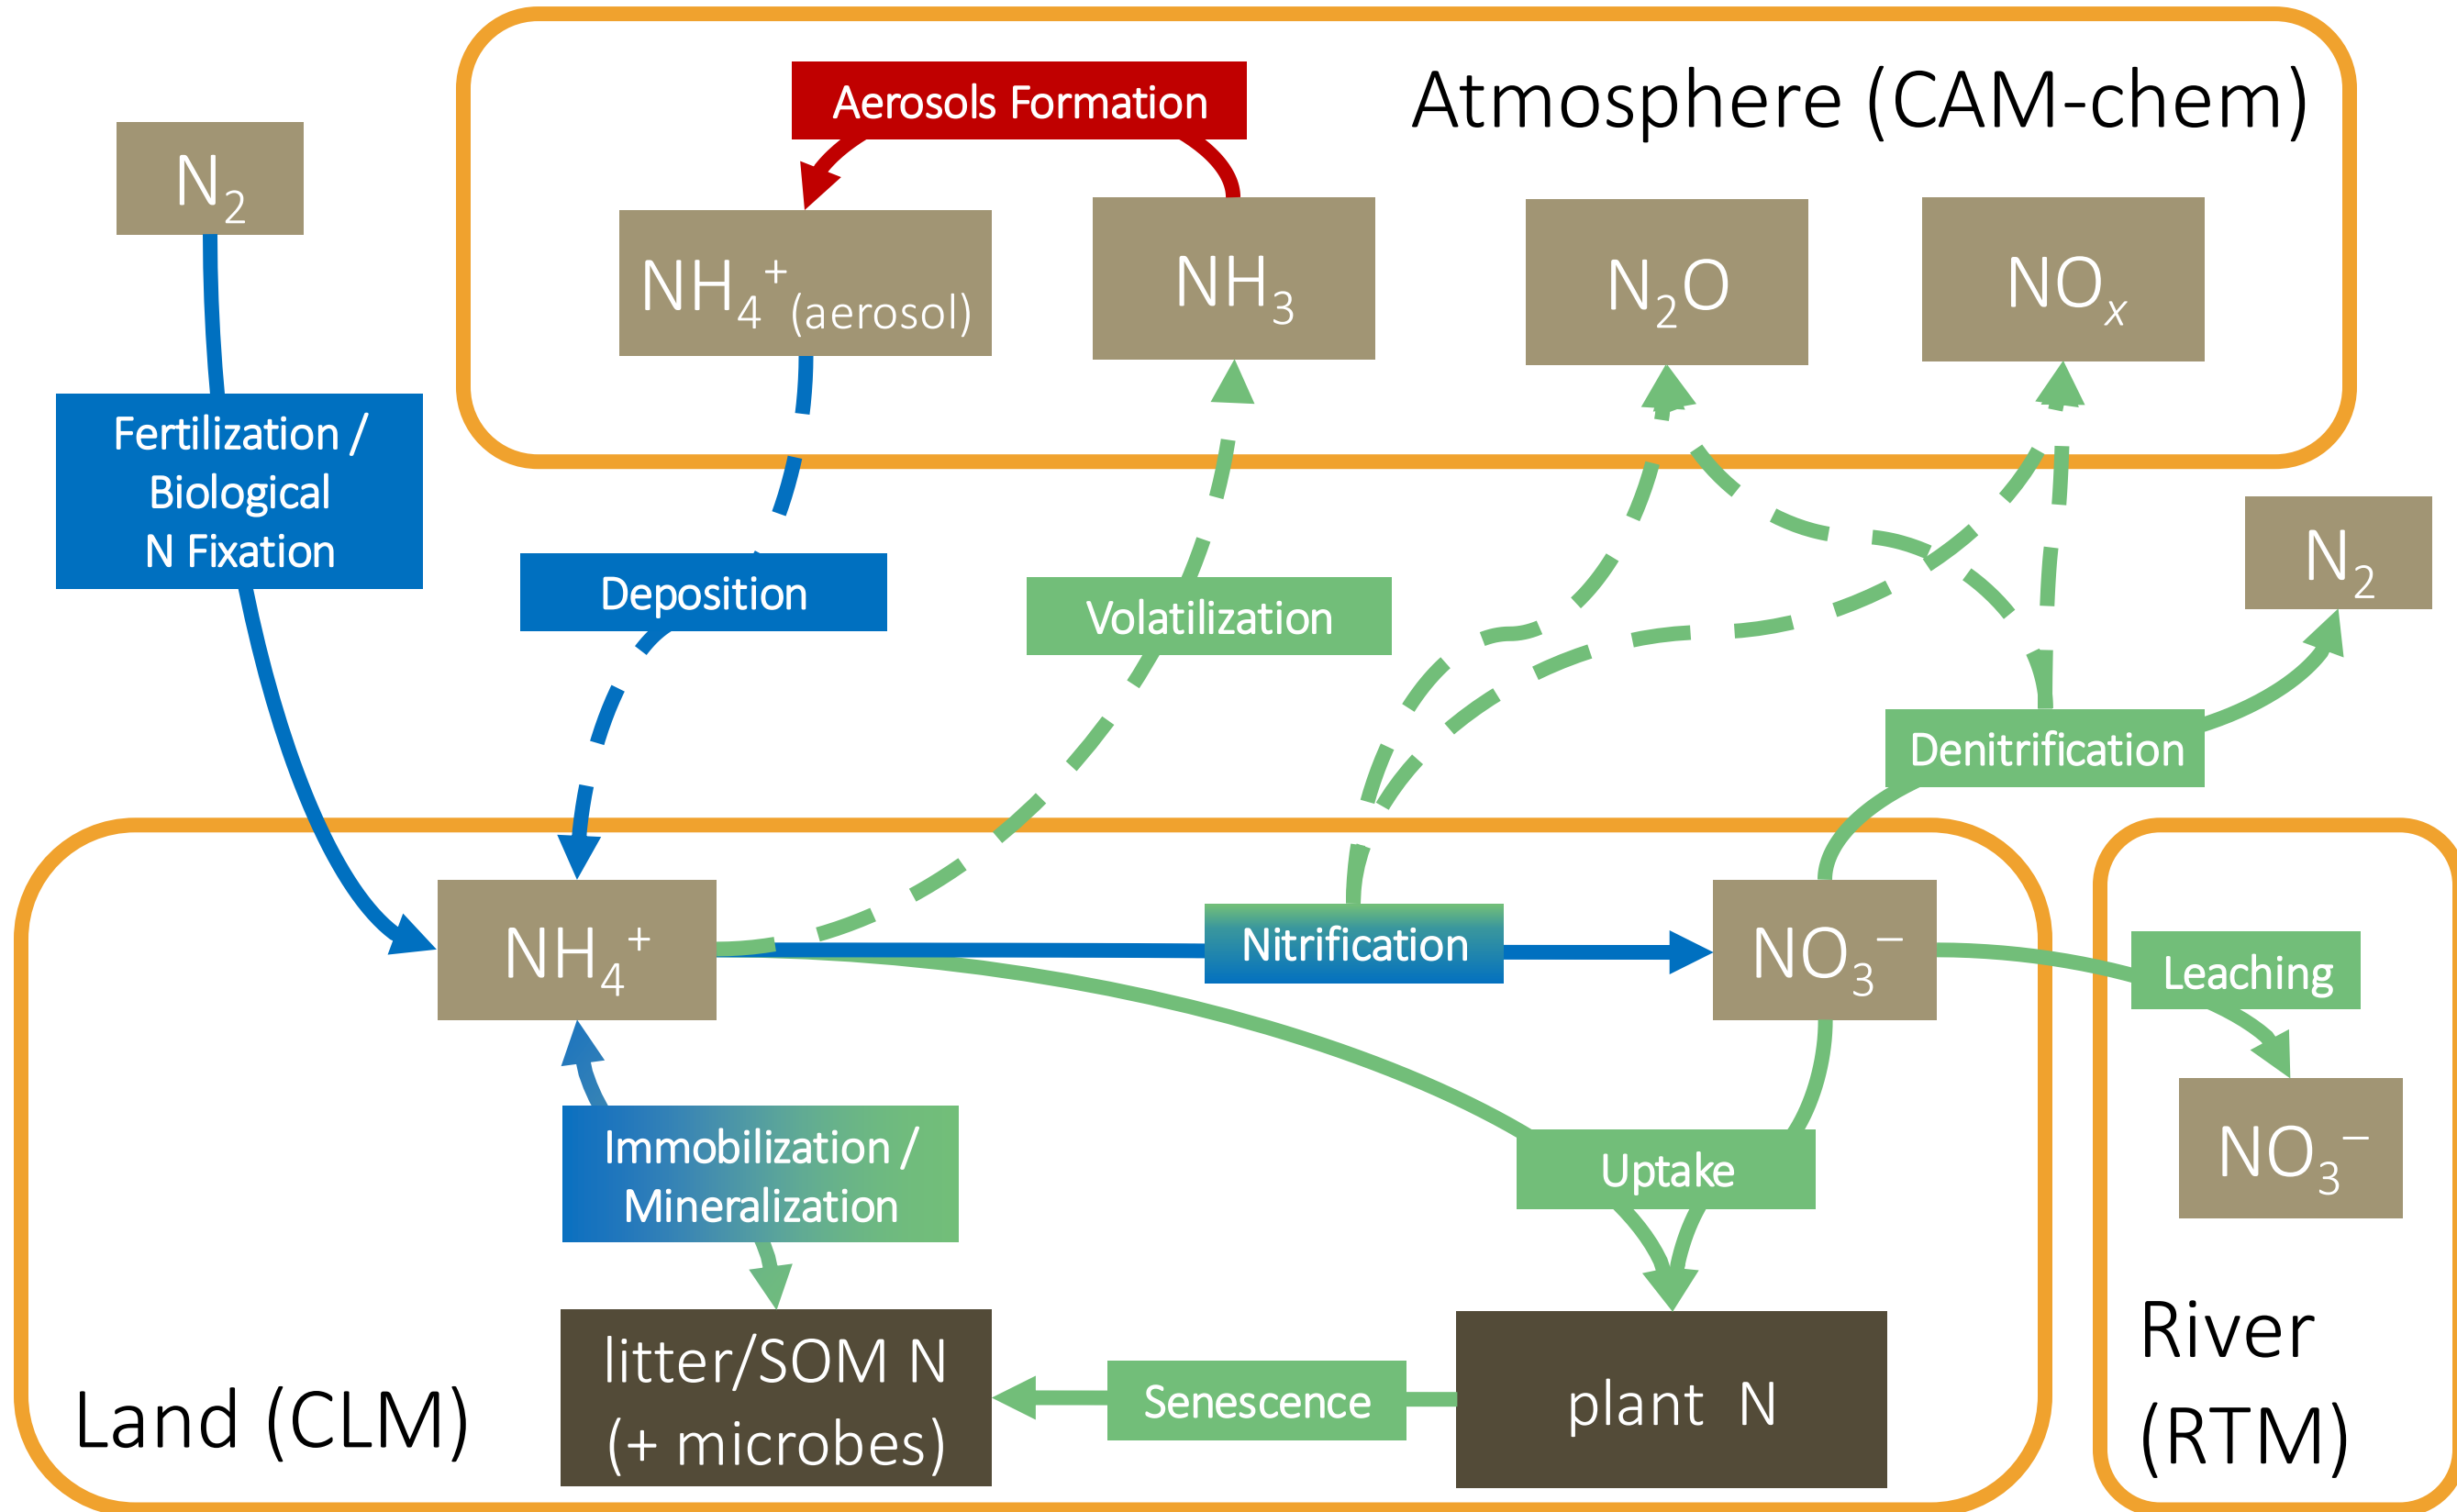 Aerosols Formation
Atmosphere (CAM-chem)
N₂
NH₄⁺(aerosol)
NH₃
N₂O
NOₓ
Fertilization /
Biological
N Fixation
N₂
Deposition
Volatilization
Denitrification
NH₄⁺
Nitrification
NO₃⁻
Leaching
Immobilization /
Mineralization
Uptake
NO₃⁻
litter/SOM N
(+ microbes)
Senescence
plant N
Land (CLM)
River
(RTM)